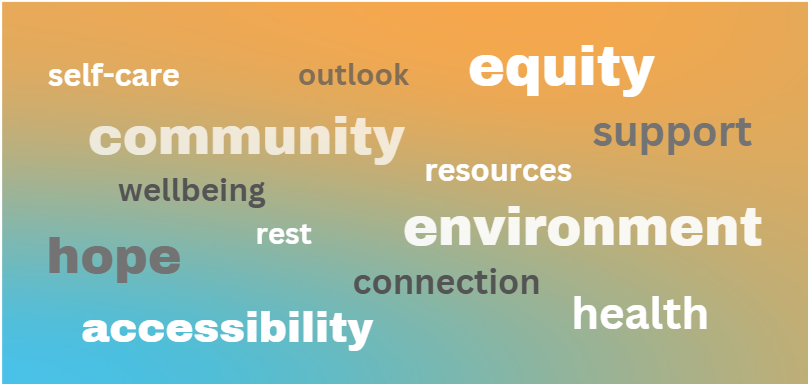 self-care
outlook
equity
community
support
resources
wellbeing
rest
environment
hope
connection
health
accessibility